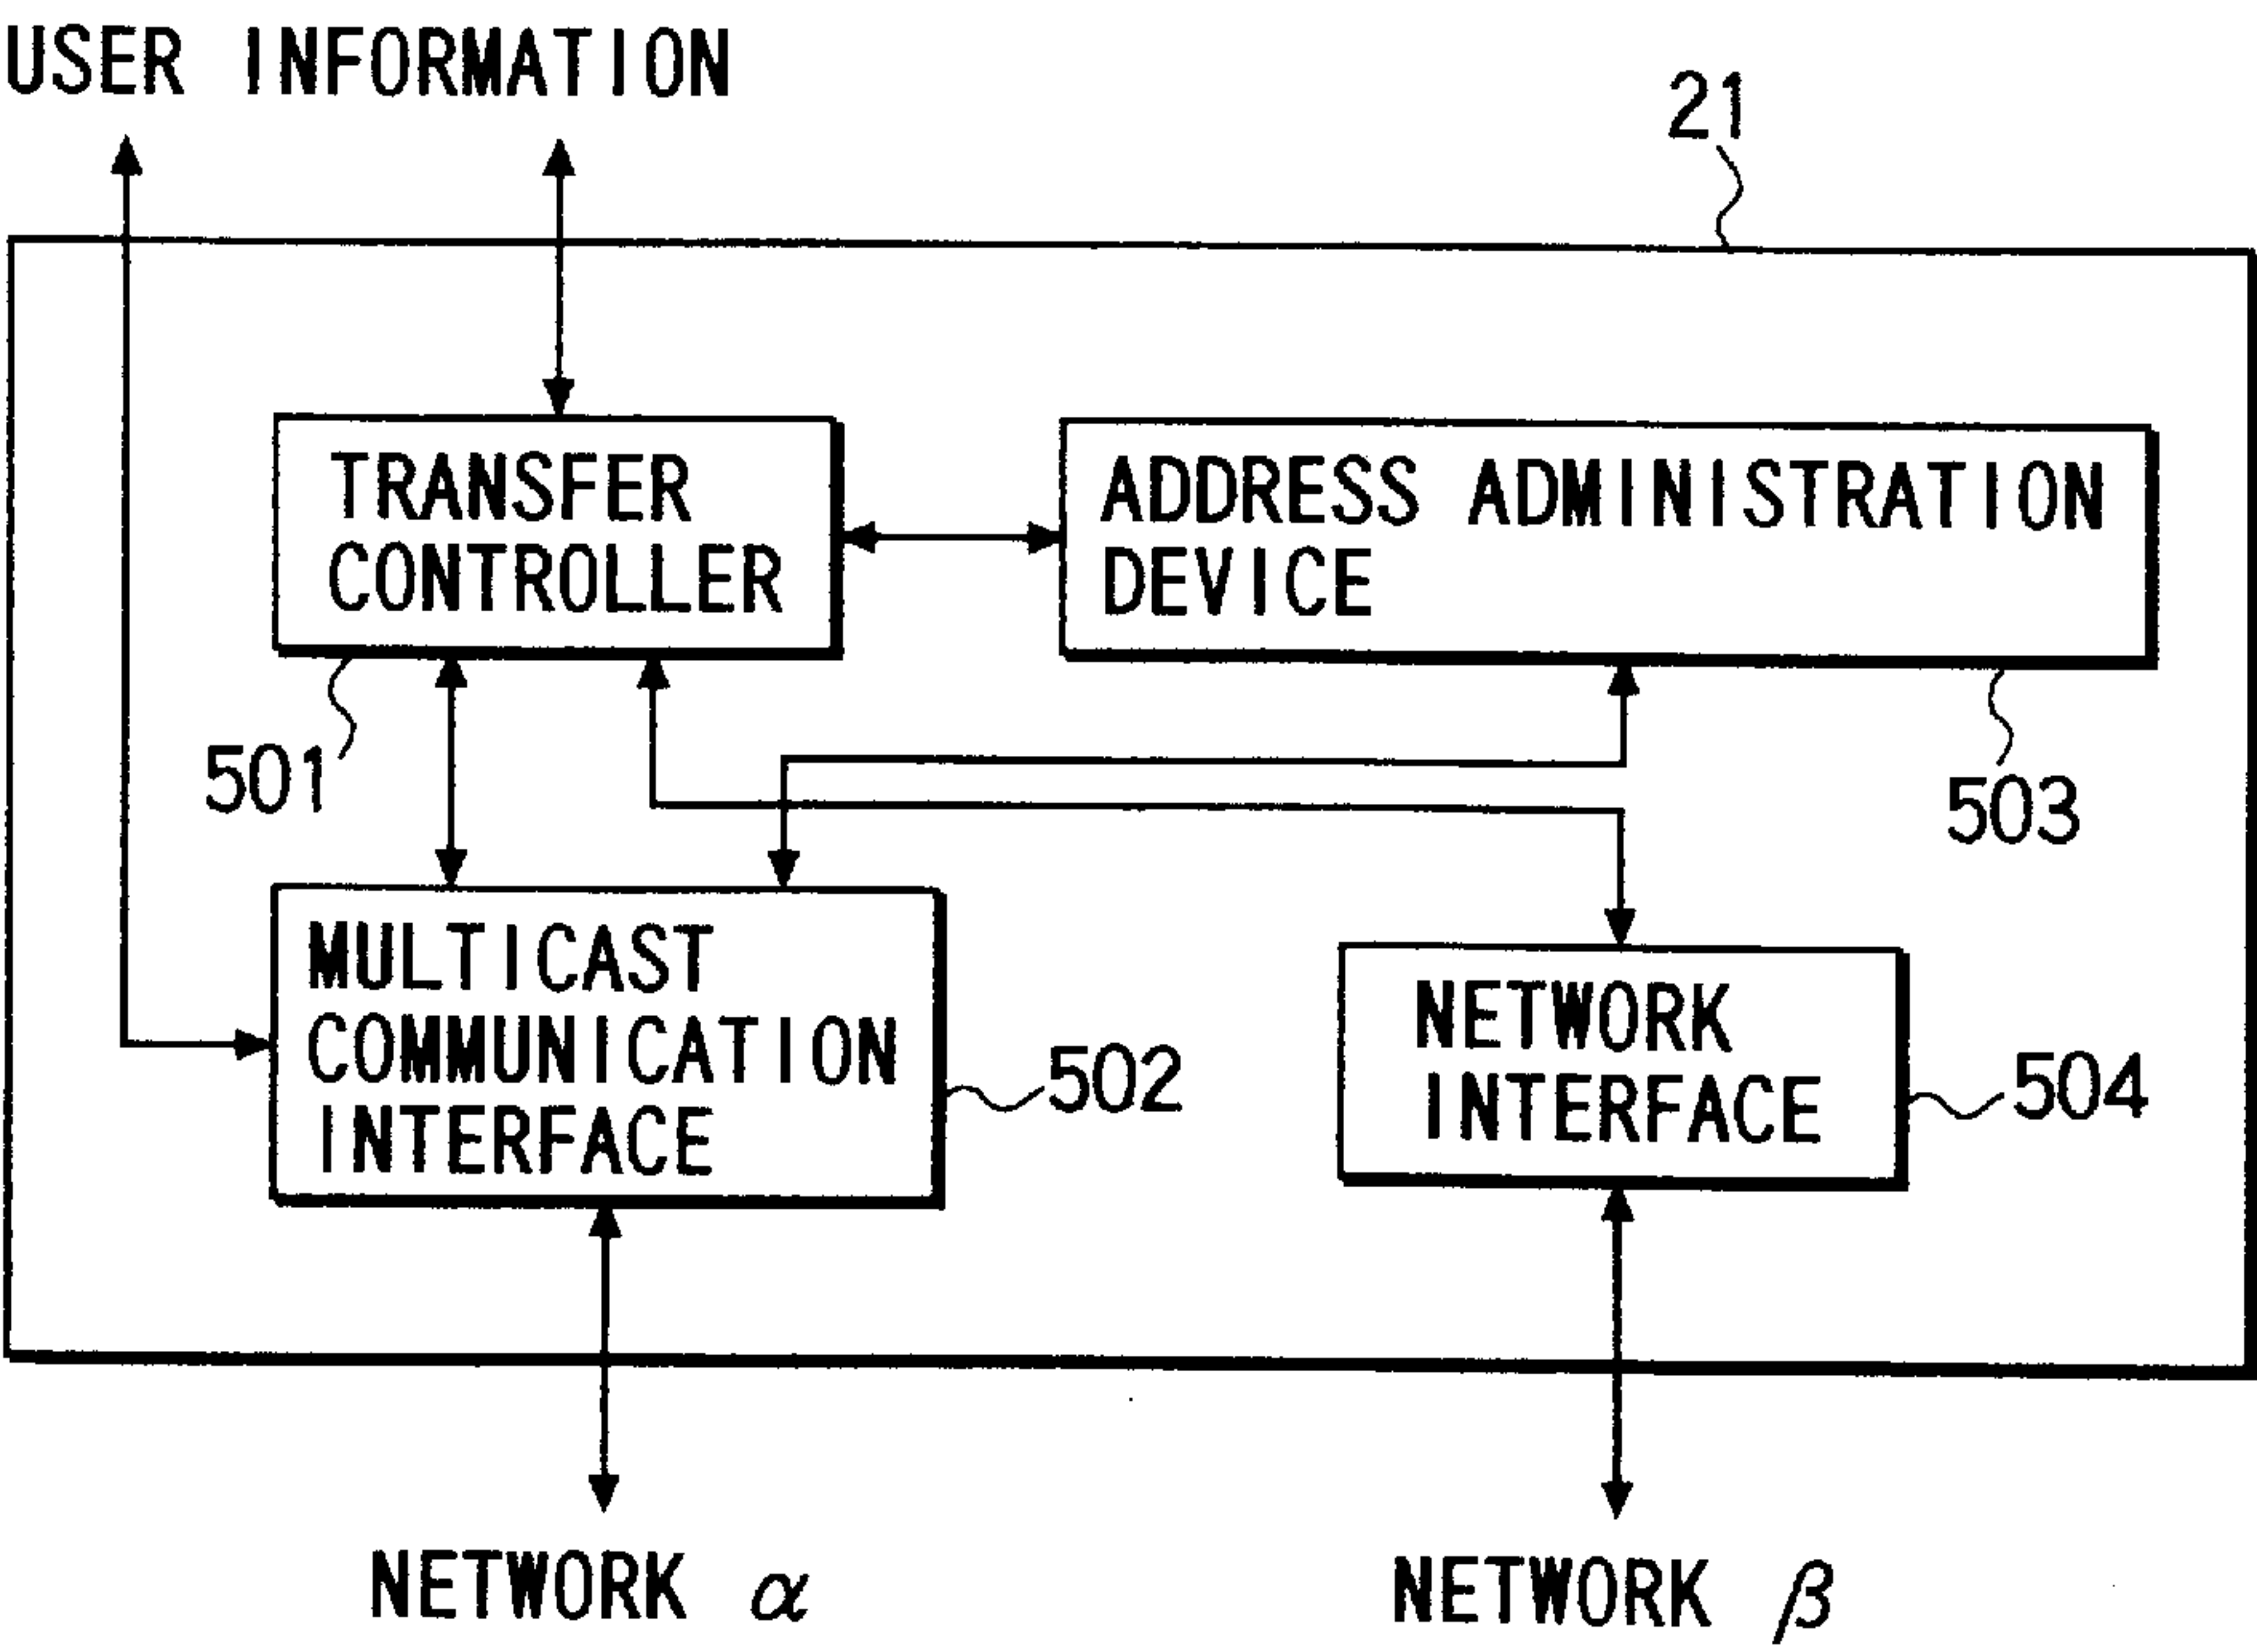 USER INFORMATION
21
TRANSFER
CONTROLLER
ADDRESS ADMINISTRATION
DEVICE
501
503
MULTICAST
COMMUNICATION
INTERFACE
502
NETWORK
INTERFACE
504
NETWORK α
NETWORK β